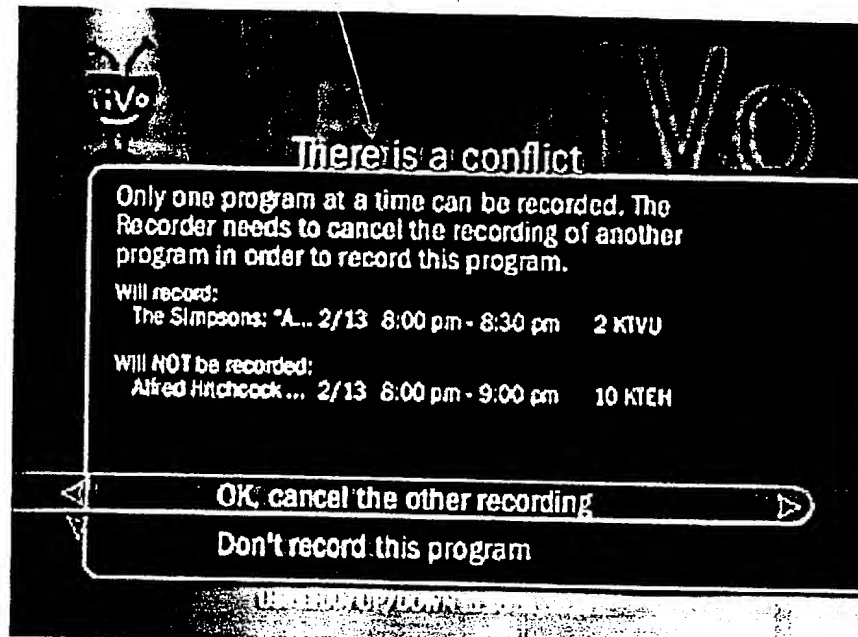 TiVo
TiVo
There is a conflict
Only one program at a time can be recorded. The
Recorder needs to cancel the recording of another
program in order to record this program.
Will record:
The Simpsons: "A... 2/13 8:00 pm - 8:30 pm 2 KTVU
Will NOT be recorded:
Alfred Hitchcock ... 2/13 8:00 pm - 9:00 pm 10 KTEH
OK, cancel the other recording
Don't record this program
UP/DOWN